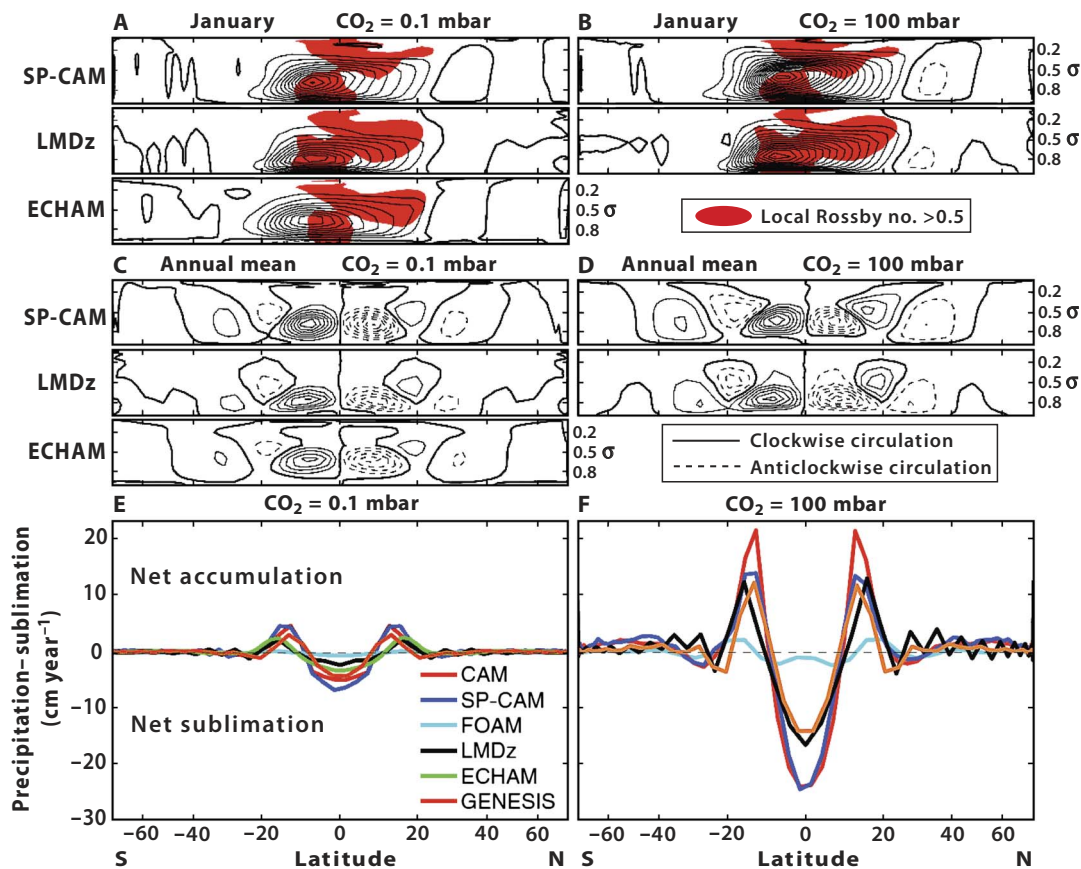 A January CO₂ = 0.1 mbar
B January CO₂ = 100 mbar
SP-CAM
0.2
0.5 σ
0.8
LMDz
0.2
0.5 σ
0.8
ECHAM
0.2
0.5 σ
0.8
Local Rossby no. >0.5
C Annual mean CO₂ = 0.1 mbar
D Annual mean CO₂ = 100 mbar
SP-CAM
0.2
0.5 σ
0.8
LMDz
0.2
0.5 σ
0.8
ECHAM
0.2
0.5 σ
0.8
Clockwise circulation
Anticlockwise circulation
E CO₂ = 0.1 mbar
F CO₂ = 100 mbar
Precipitation–sublimation
(cm year⁻¹)
20
10
0
−10
−20
−30
Net accumulation
Net sublimation
CAM
SP-CAM
FOAM
LMDz
ECHAM
GENESIS
−60 −40 −20 0 20 40 60
S Latitude N
−60 −40 −20 0 20 40 60
S Latitude N